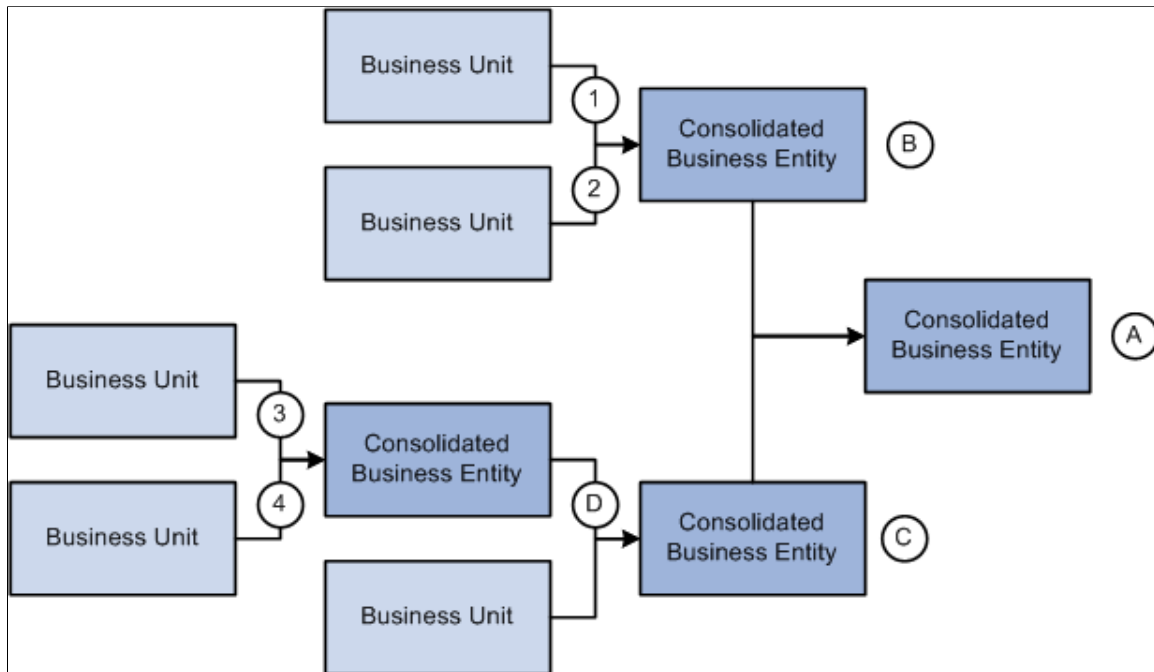 Business Unit
1
Consolidated
Business Entity
B
2
Business Unit
Consolidated
Business Entity
A
Business Unit
3
Consolidated
Business Entity
4
Business Unit
D
Consolidated
Business Entity
C
Business Unit